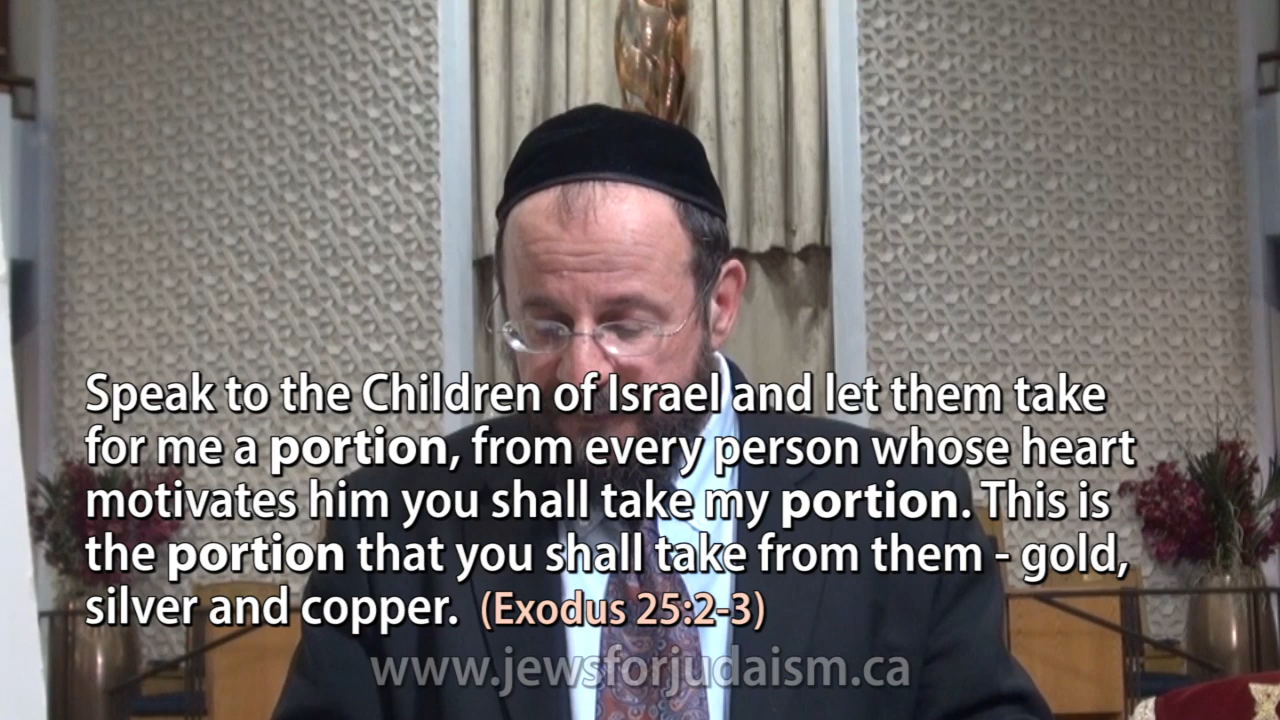 Speak to the Children of Israel and let them take
for me a portion, from every person whose heart
motivates him you shall take my portion. This is
the portion that you shall take from them - gold,
silver and copper. (Exodus 25:2-3)
www.jewsforjudaism.ca